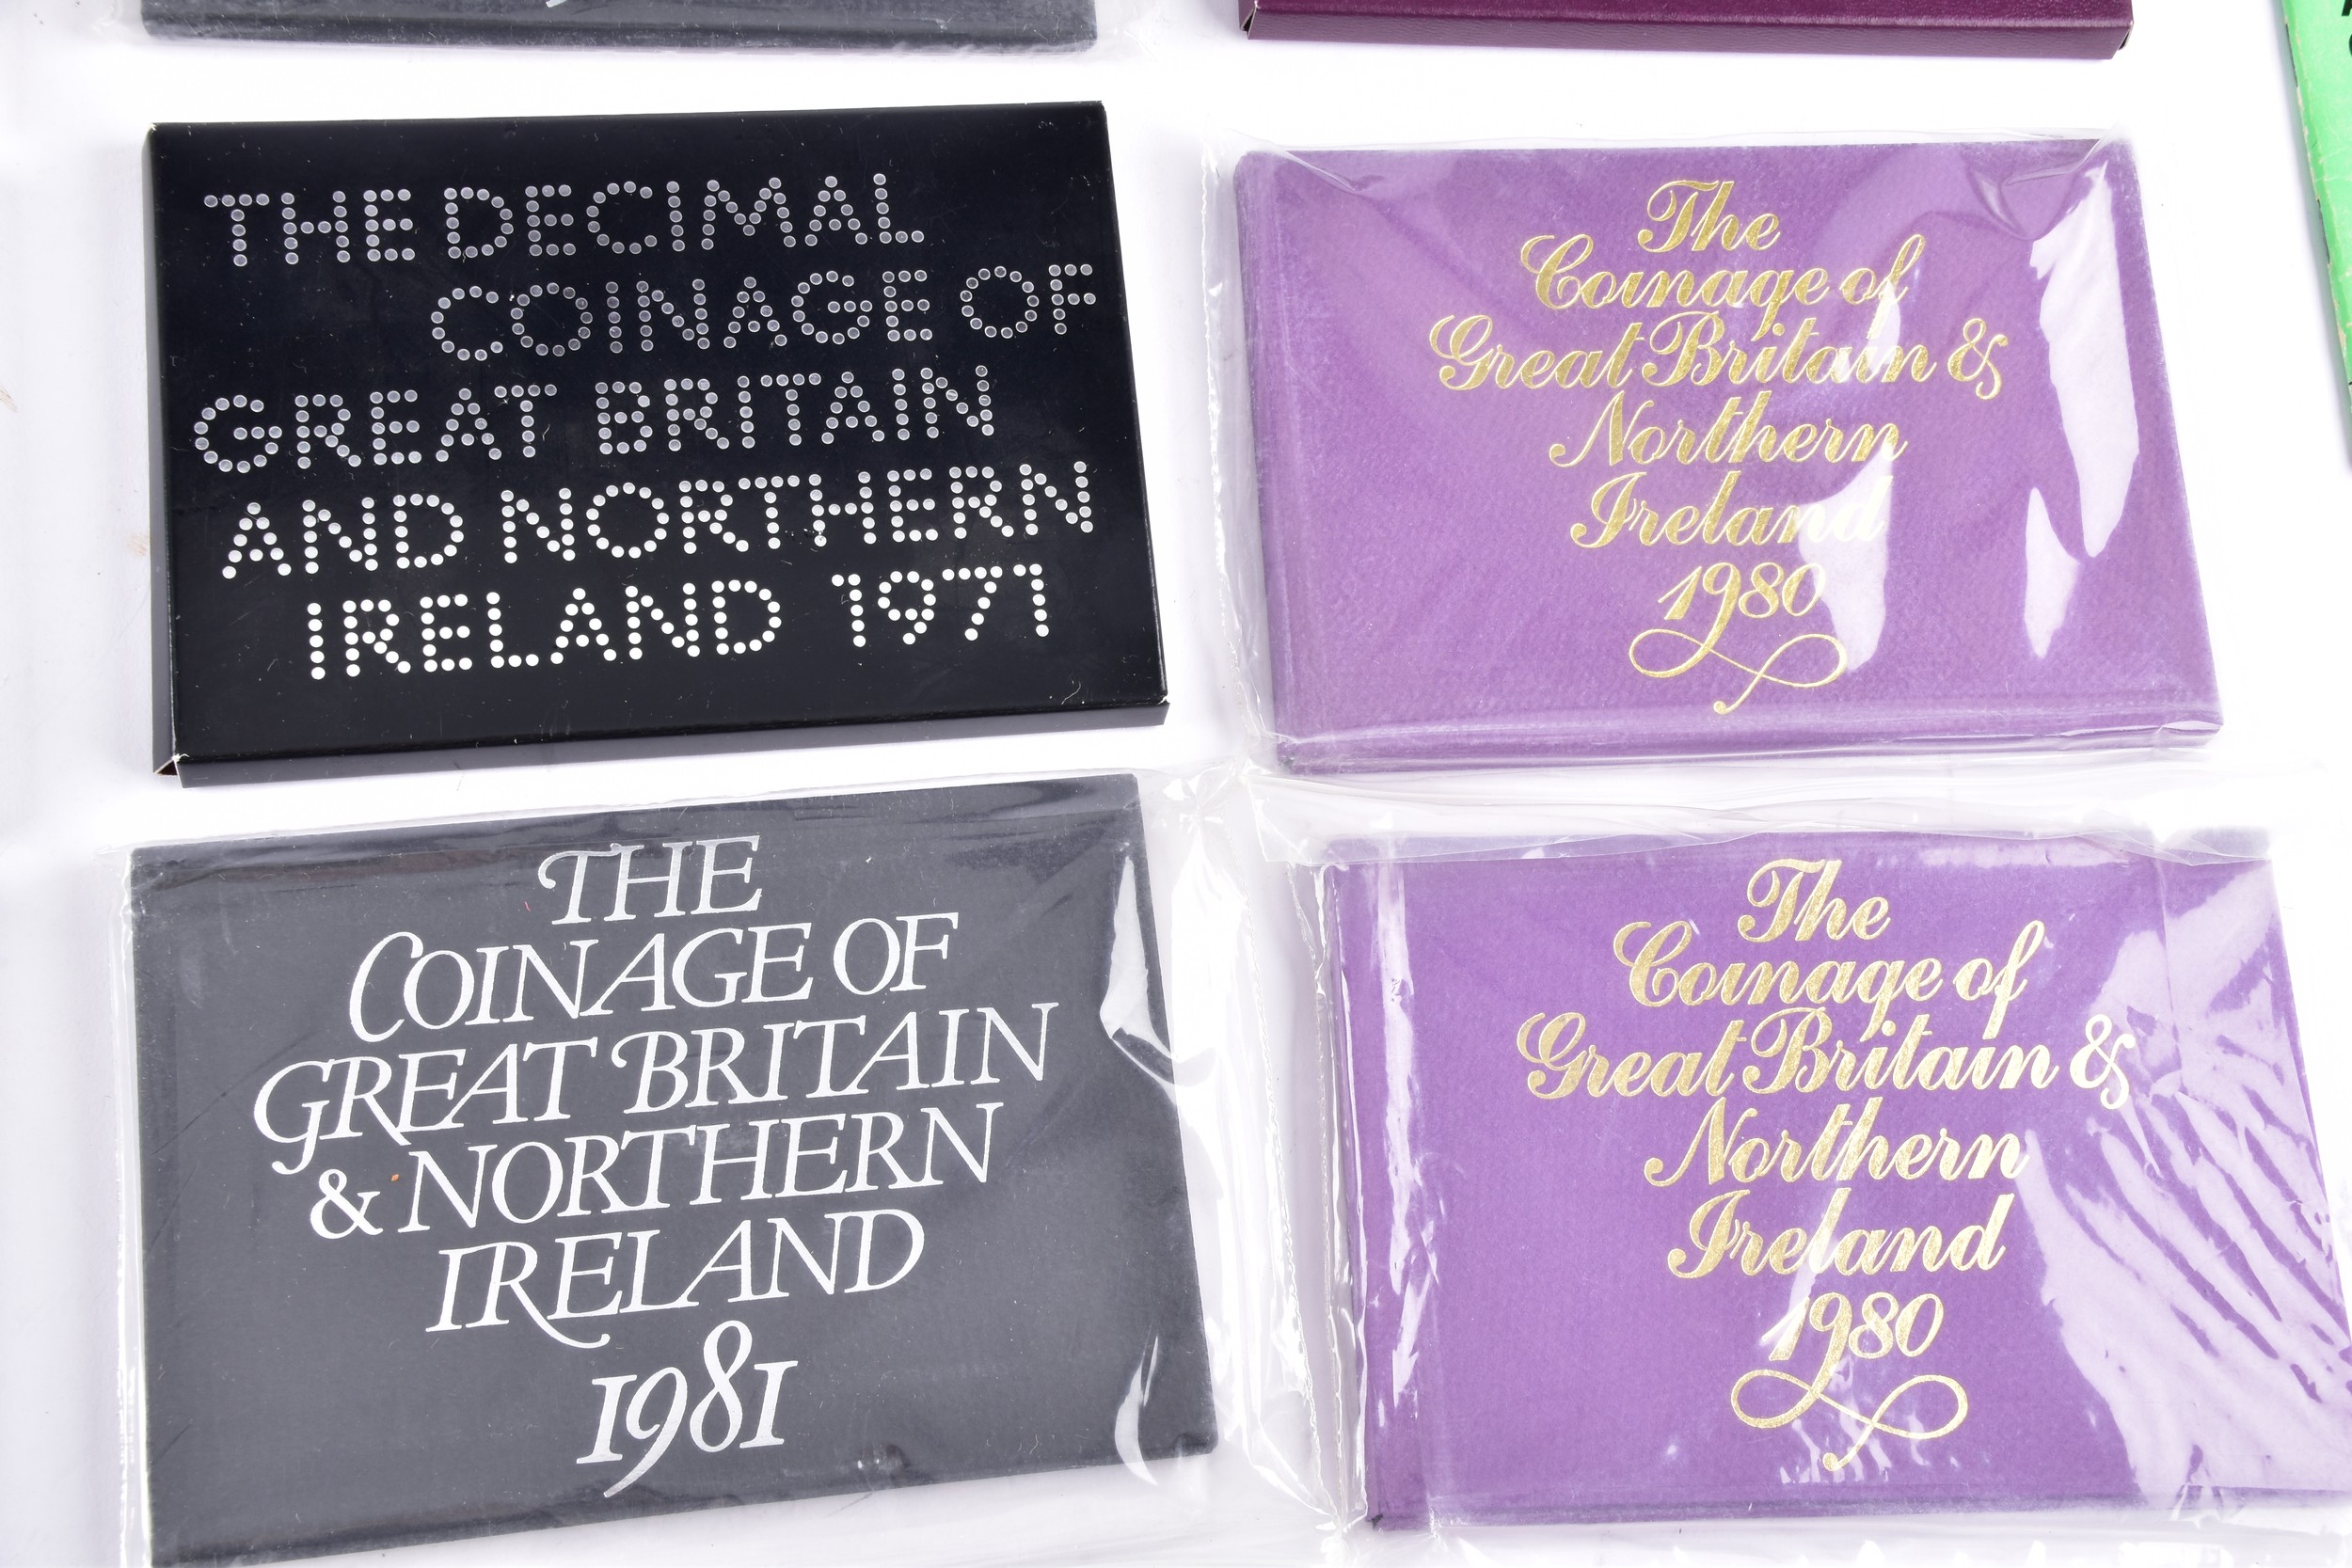 THE DECIMAL
COINAGE OF
GREAT BRITAIN
AND NORTHERN
IRELAND 1971
The
Coinage of
Great Britain &
Northern
Ireland
1980
THE
COINAGE OF
GREAT BRITAIN
& NORTHERN
IRELAND
1981
The
Coinage of
Great Britain &
Northern
Ireland
1980